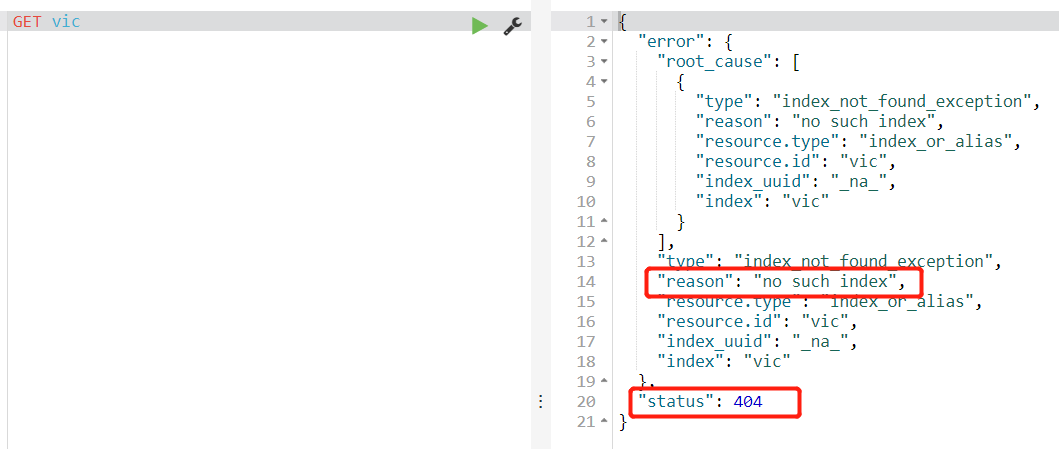 GET vic
1 {
2 "error": {
3 "root_cause": [
4 {
5 "type": "index_not_found_exception",
6 "reason": "no such index",
7 "resource.type": "index_or_alias",
8 "resource.id": "vic",
9 "index_uuid": "_na_",
10 "index": "vic"
11 }
12 ],
13 "type": "index_not_found_exception",
14 "reason": "no such index",
15 "resource.type": "index_or_alias",
16 "resource.id": "vic",
17 "index_uuid": "_na_",
18 "index": "vic"
19 },
20 "status": 404
21 }